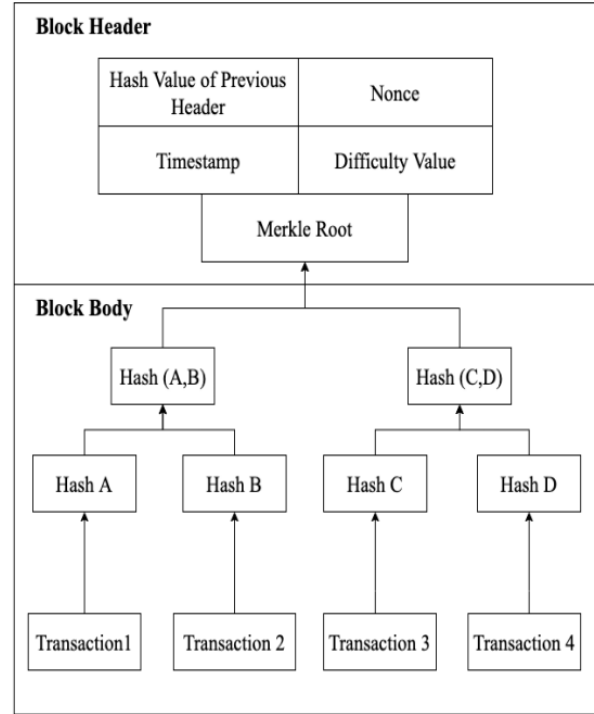 Block Header
Hash Value of Previous
Header
Nonce
Timestamp
Difficulty Value
Merkle Root
Block Body
Hash (A,B)
Hash (C,D)
Hash A
Hash B
Hash C
Hash D
Transaction1
Transaction 2
Transaction 3
Transaction 4